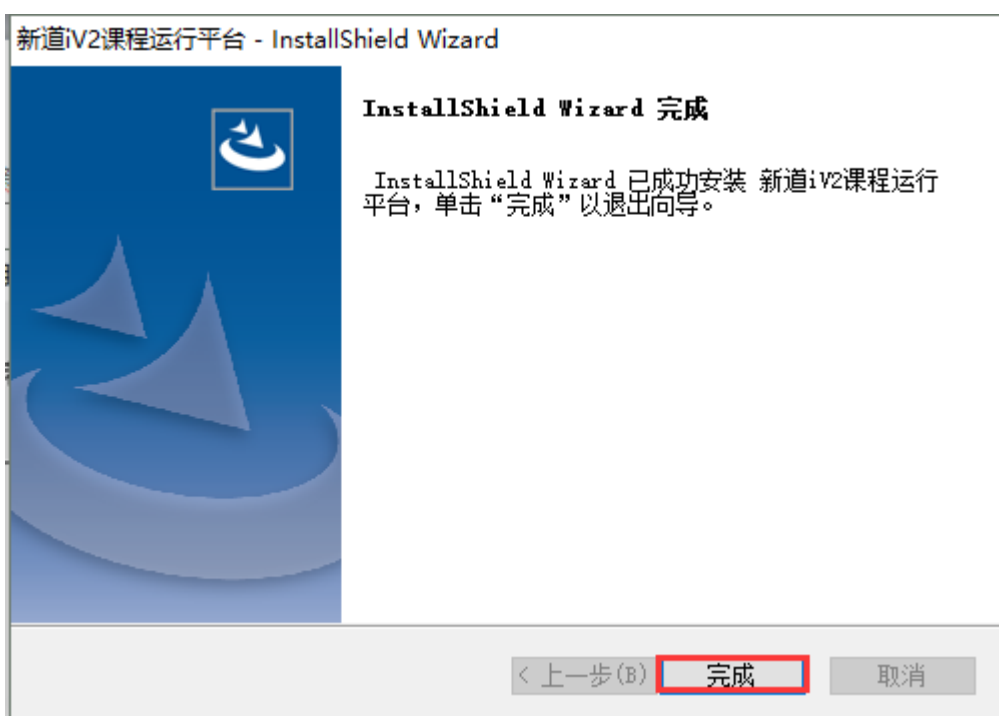 新道iV2课程运行平台 - InstallShield Wizard
InstallShield Wizard 完成
InstallShield Wizard 已成功安装 新道iV2课程运行
平台，单击“完成”以退出向导。
< 上一步(B) 完成 取消